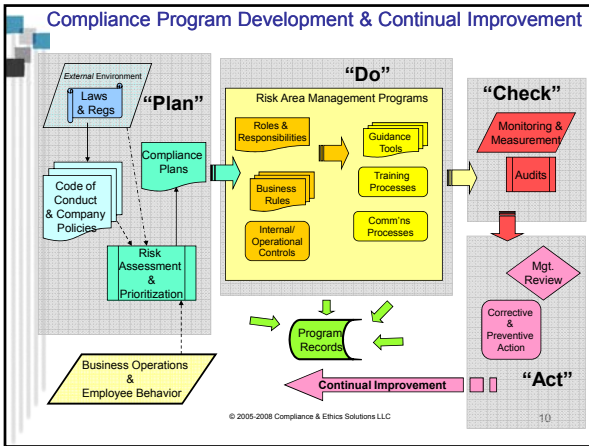 Compliance Program Development & Continual Improvement
External Environment
Laws
& Regs
"Plan"
Code of
Conduct
& Company
Policies
Compliance
Plans
Risk
Assessment
&
Prioritization
Business Operations
&
Employee Behavior
"Do"
Risk Area Management Programs
Roles &
Responsibilities
Business
Rules
Internal/
Operational
Controls
Guidance
Tools
Training
Processes
Comm'ns
Processes
Program
Records
"Check"
Monitoring &
Measurement
Audits
Mgt.
Review
Corrective
&
Preventive
Action
"Act"
Continual Improvement
© 2005-2008 Compliance & Ethics Solutions LLC
10